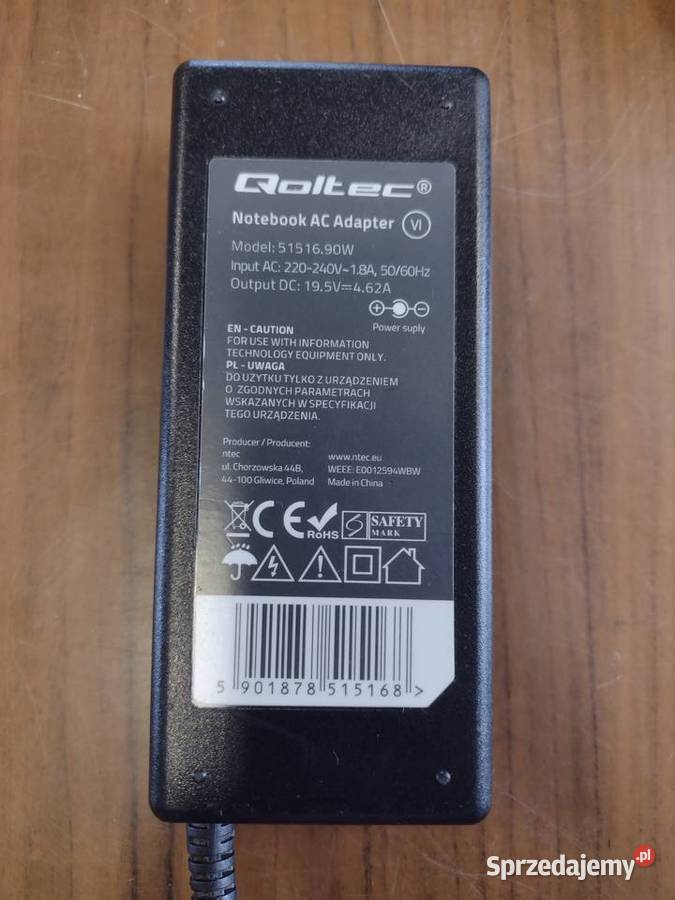 Qoltec®
Notebook AC Adapter VI
Model: 51516.90W
Input AC: 220-240V~1.8A, 50/60Hz
Output DC: 19.5V⎓4.62A
Power suply
EN - CAUTION
FOR USE WITH INFORMATION
TECHNOLOGY EQUIPMENT ONLY.
PL - UWAGA
DO UŻYTKU TYLKO Z URZĄDZENIEM
O ZGODNYCH PARAMETRACH
WSKAZANYCH W SPECYFIKACJI
TEGO URZĄDZENIA.
Producer / Producent:
ntec
www.ntec.eu
ul. Chorzowska 44B,
WEEE: E0012594WBW
44-100 Gliwice, Poland
Made in China
CE
RoHS
S
SAFETY
MARK
5 901878 515168 >
Sprzedajemy.pl